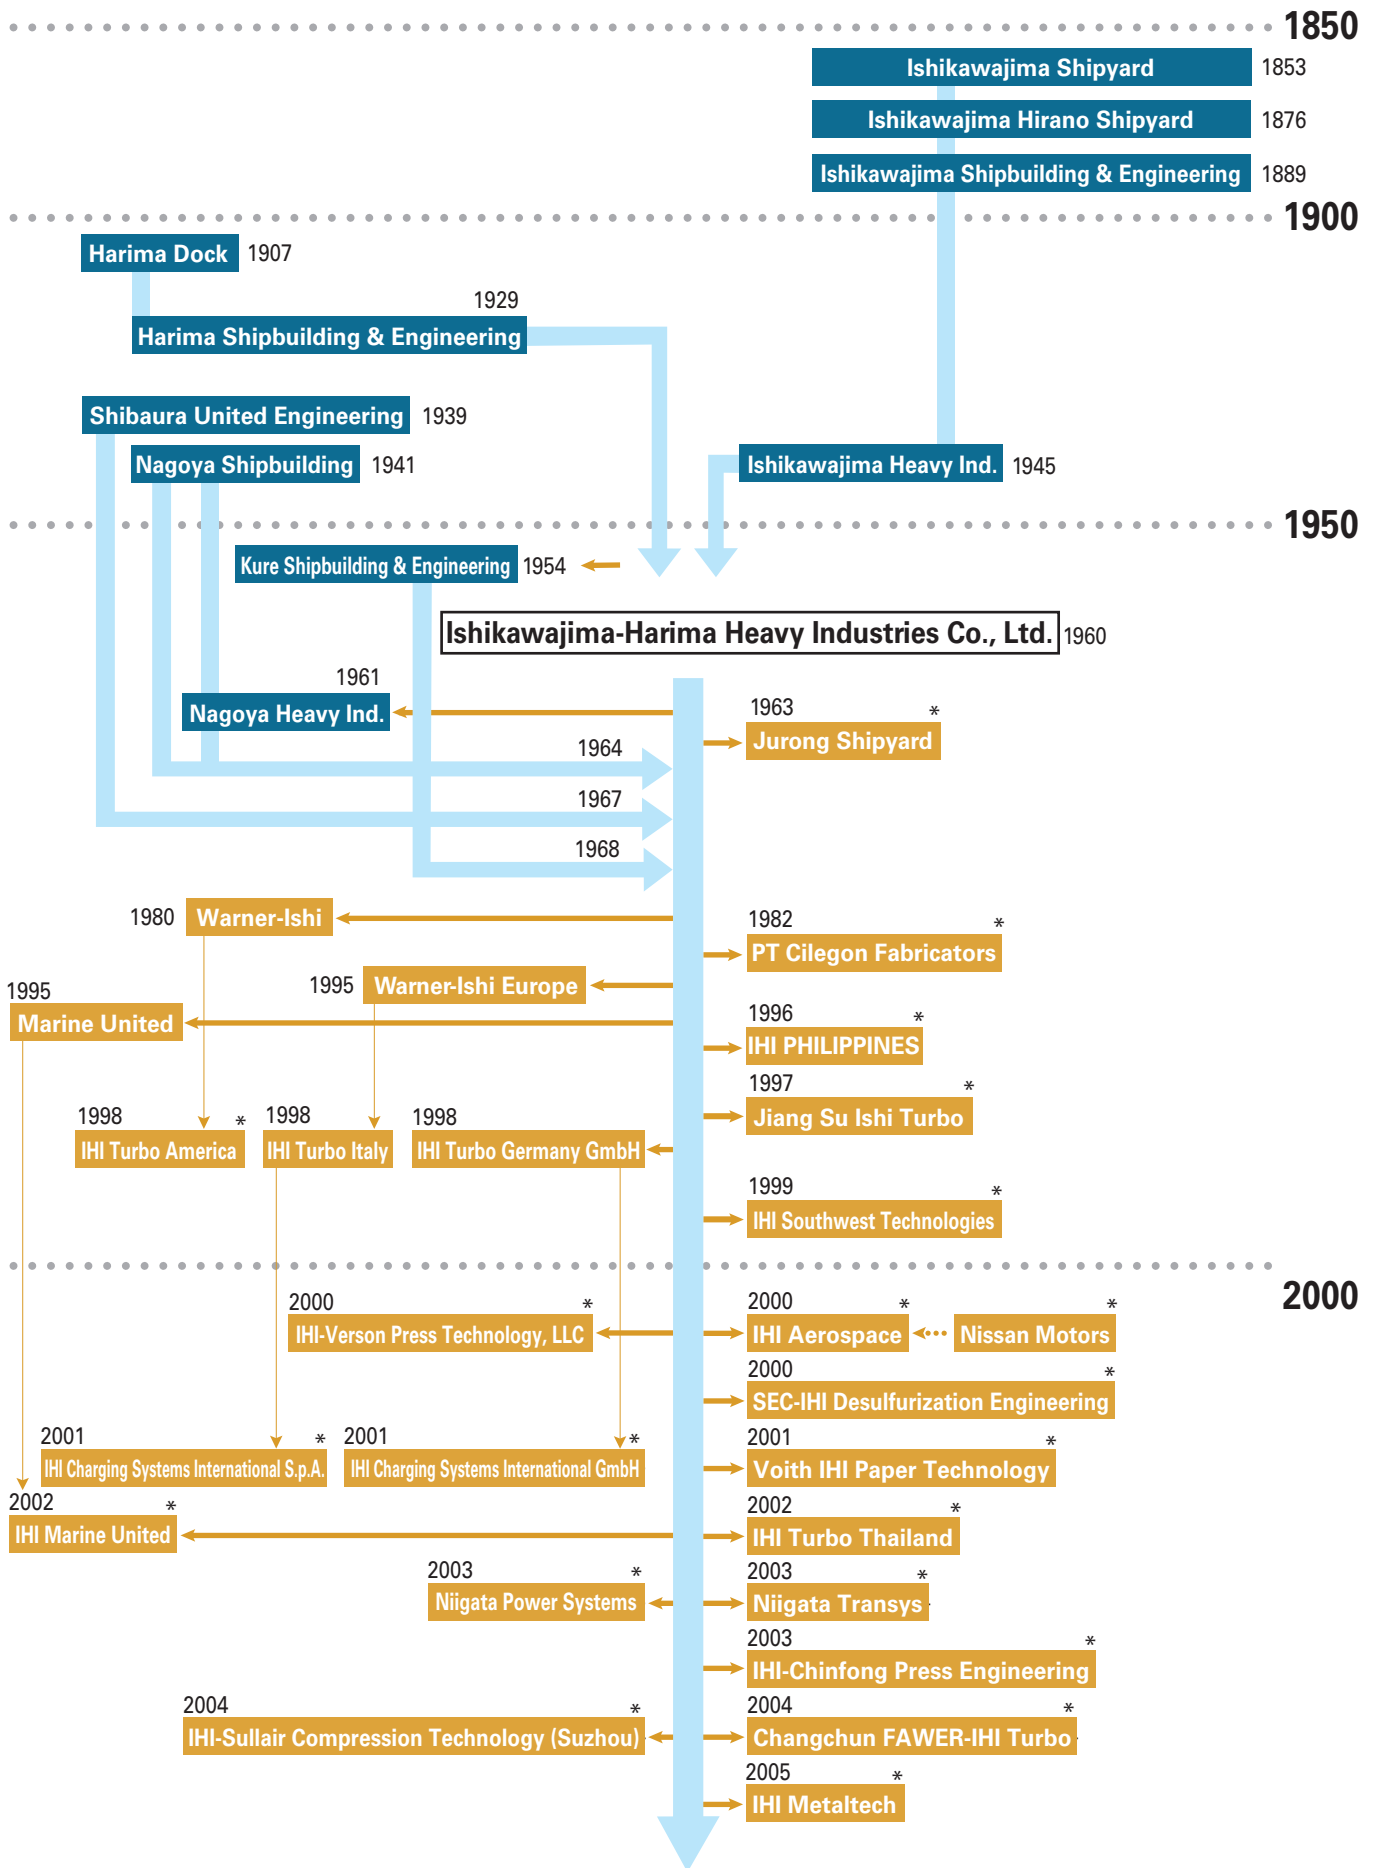 1850
Ishikawajima Shipyard 1853
Ishikawajima Hirano Shipyard 1876
Ishikawajima Shipbuilding & Engineering 1889
1900
Harima Dock 1907
1929
Harima Shipbuilding & Engineering
Shibaura United Engineering 1939
Nagoya Shipbuilding 1941
Ishikawajima Heavy Ind. 1945
1950
Kure Shipbuilding & Engineering 1954
Ishikawajima-Harima Heavy Industries Co., Ltd. 1960
1961
Nagoya Heavy Ind.
1963 *
Jurong Shipyard
1964
1967
1968
1980 Warner-Ishi
1982 *
PT Cilegon Fabricators
1995 Warner-Ishi Europe
1995
Marine United
1996 *
IHI PHILIPPINES
1997 *
Jiang Su Ishi Turbo
1998 *
IHI Turbo America
1998
IHI Turbo Italy
1998
IHI Turbo Germany GmbH
1999 *
IHI Southwest Technologies
2000
2000 *
IHI-Verson Press Technology, LLC
2000 *
IHI Aerospace
*
Nissan Motors
2000 *
SEC-IHI Desulfurization Engineering
2001 *
IHI Charging Systems International S.p.A.
2001 *
IHI Charging Systems International GmbH
2001 *
Voith IHI Paper Technology
2002 *
IHI Marine United
2002 *
IHI Turbo Thailand
2003 *
Niigata Power Systems
2003 *
Niigata Transys
2003 *
IHI-Chinfong Press Engineering
2004 *
IHI-Sullair Compression Technology (Suzhou)
2004 *
Changchun FAWER-IHI Turbo
2005 *
IHI Metaltech